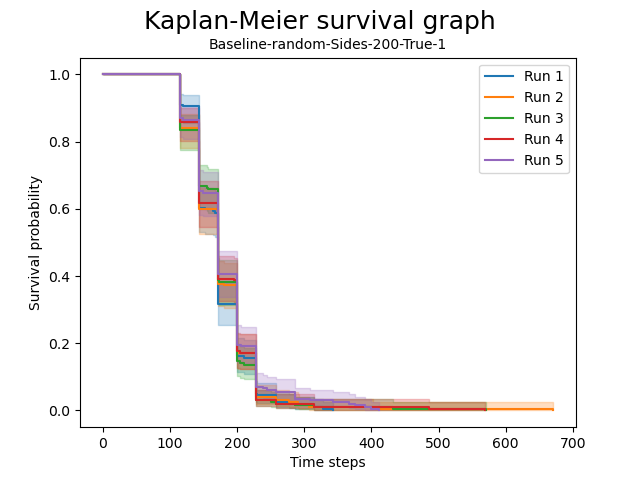 Kaplan-Meier survival graph
Baseline-random-Sides-200-True-1
Survival probability
1.0
0.8
0.6
0.4
0.2
0.0
Run 1
Run 2
Run 3
Run 4
Run 5
0 100 200 300 400 500 600 700
Time steps